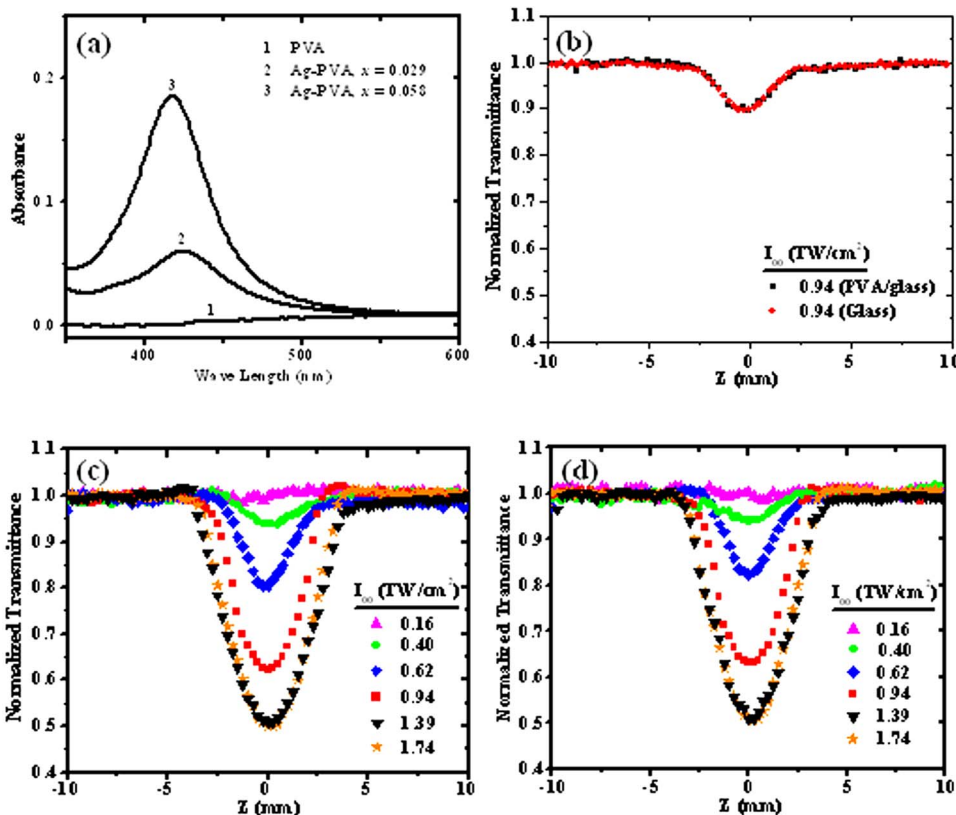 (a)
1 PVA
2 Ag-PVA, x = 0.029
3 Ag-PVA, x = 0.058
0.2
0.1
0.0
3
2
1
Absorbance
400 500 600
Wave Length (nm)
(b)
1.1
1.0
0.9
0.8
0.7
0.6
0.5
0.4
Normalized Transmittance
I₀₀ (TW/cm²)
0.94 (PVA/glass)
0.94 (Glass)
-10 -5 0 5 10
Z (mm)
(c)
1.1
1.0
0.9
0.8
0.7
0.6
0.5
0.4
Normalized Transmittance
I₀₀ (TW/cm²)
0.16
0.40
0.62
0.94
1.39
1.74
-10 -5 0 5 10
Z (mm)
(d)
1.1
1.0
0.9
0.8
0.7
0.6
0.5
0.4
Normalized Transmittance
I₀₀ (TW/cm²)
0.16
0.40
0.62
0.94
1.39
1.74
-10 -5 0 5 10
Z (mm)